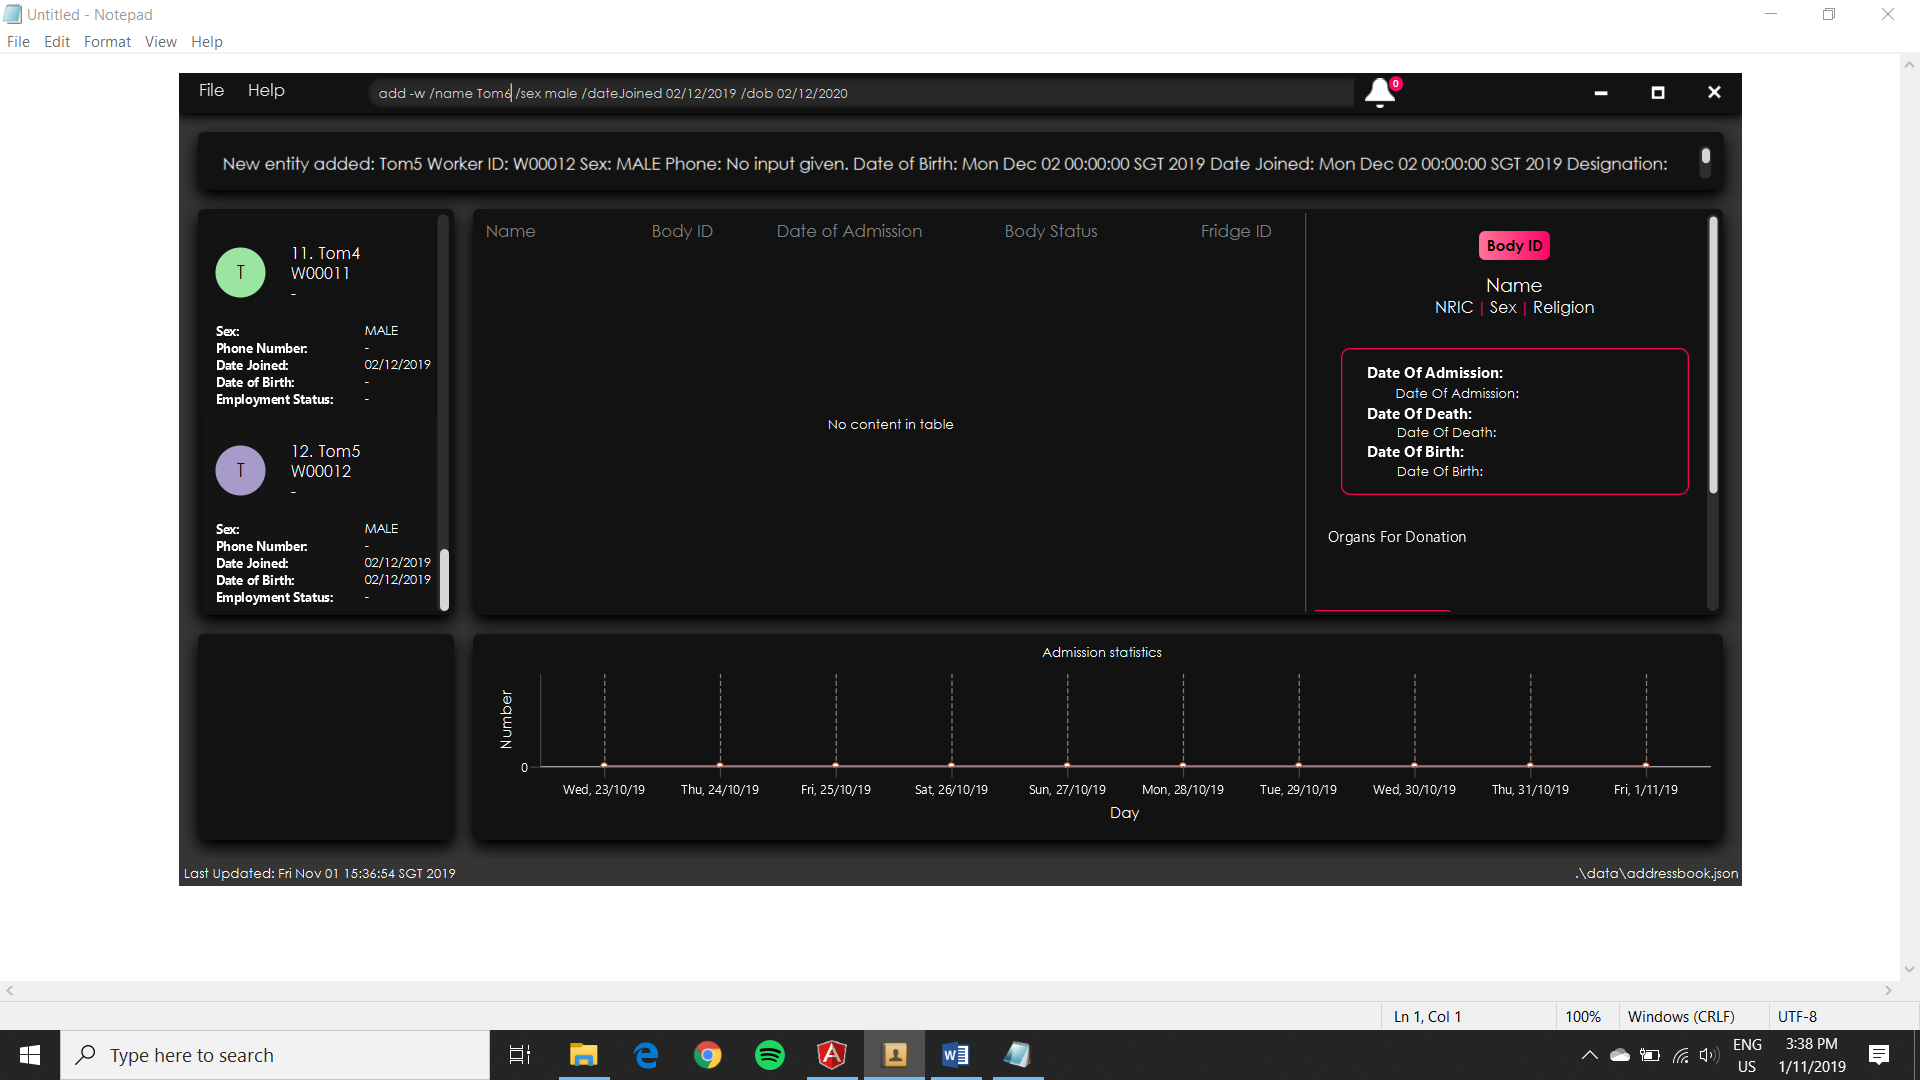 Untitled - Notepad
File Edit Format View Help
File Help add -w /name Tom6 /sex male /dateJoined 02/12/2019 /dob 02/12/2020 0
New entity added: Tom5 Worker ID: W00012 Sex: MALE Phone: No input given. Date of Birth: Mon Dec 02 00:00:00 SGT 2019 Date Joined: Mon Dec 02 00:00:00 SGT 2019 Designation:
T
11. Tom4
W00011
-
Sex: MALE
Phone Number: -
Date Joined: 02/12/2019
Date of Birth: -
Employment Status: -
T
12. Tom5
W00012
-
Sex: MALE
Phone Number: -
Date Joined: 02/12/2019
Date of Birth: 02/12/2019
Employment Status: -
Name Body ID Date of Admission Body Status Fridge ID
No content in table
Body ID
Name
NRIC | Sex | Religion
Date Of Admission:
Date Of Admission:
Date Of Death:
Date Of Death:
Date Of Birth:
Date Of Birth:
Organs For Donation
Admission statistics
Number
0
Wed, 23/10/19 Thu, 24/10/19 Fri, 25/10/19 Sat, 26/10/19 Sun, 27/10/19 Mon, 28/10/19 Tue, 29/10/19 Wed, 30/10/19 Thu, 31/10/19 Fri, 1/11/19
Day
Last Updated: Fri Nov 01 15:36:54 SGT 2019 .\data\addressbook.json
Ln 1, Col 1 100% Windows (CRLF) UTF-8
Type here to search
ENG
US
3:38 PM
1/11/2019